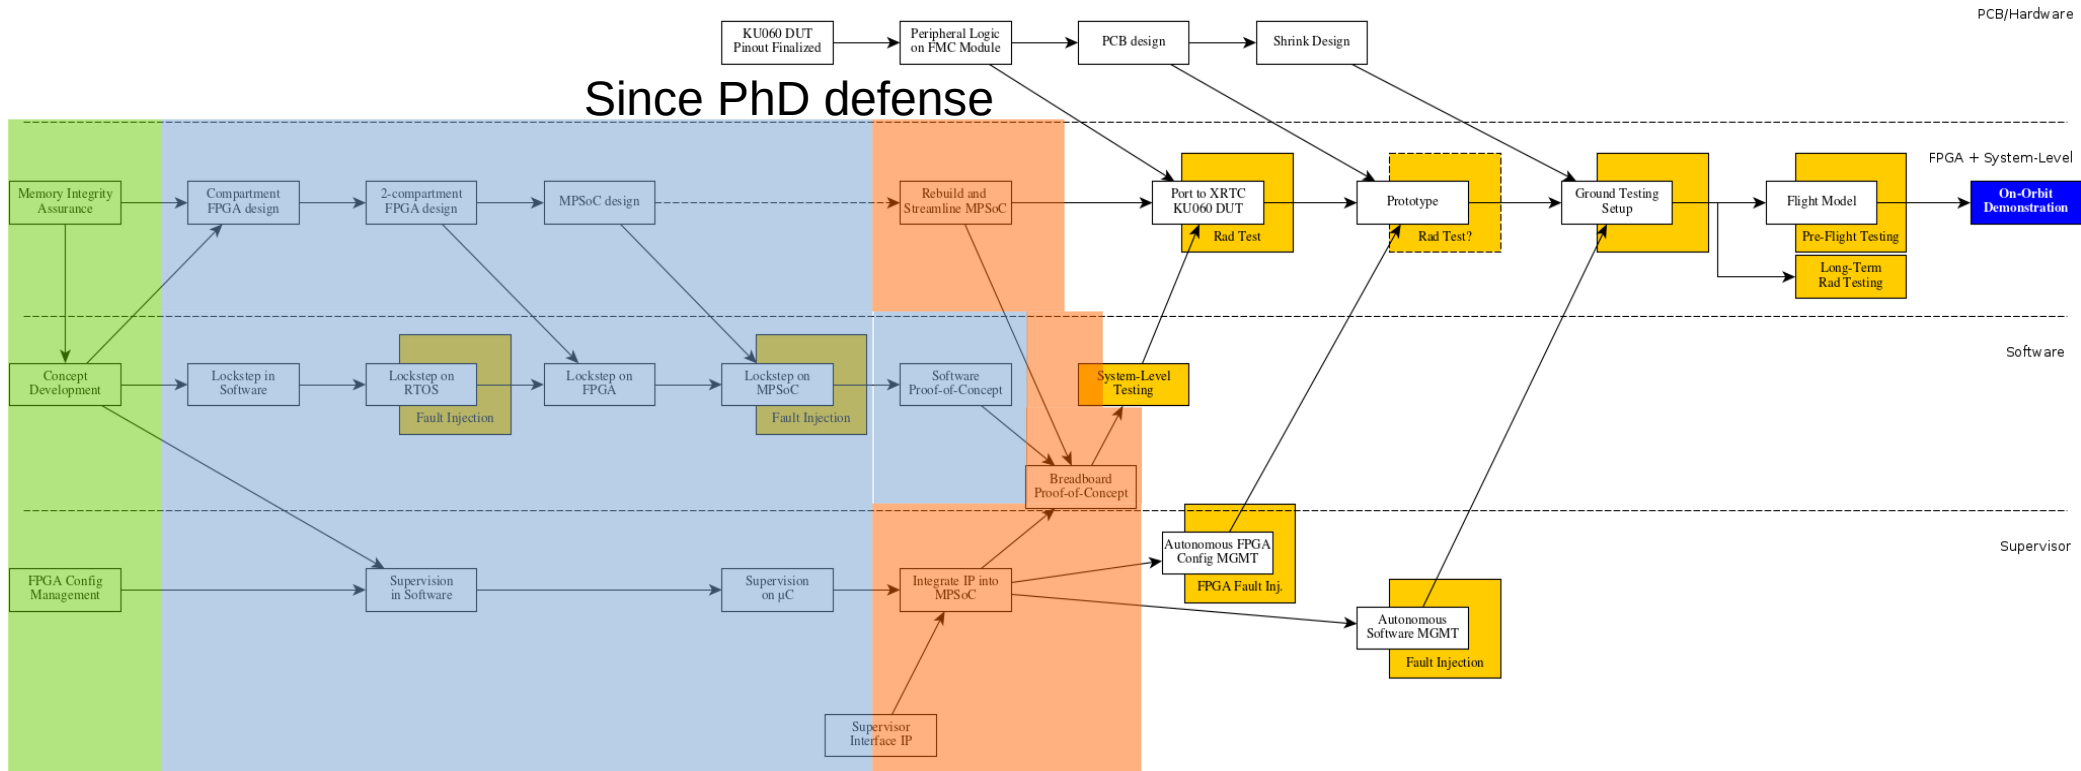 PCB/Hardware
KU060 DUT
Pinout Finalized
Peripheral Logic
on FMC Module
PCB design
Shrink Design
Since PhD defense
FPGA + System-Level
Memory Integrity
Assurance
Compartment
FPGA design
2-compartment
FPGA design
MPSoC design
Rebuild and
Streamline MPSoC
Port to XRTC
KU060 DUT
Rad Test
Prototype
Rad Test?
Ground Testing
Setup
Flight Model
Pre-Flight Testing
Long-Term
Rad Testing
On-Orbit
Demonstration
Software
Concept
Development
Lockstep in
Software
Lockstep on
RTOS
Fault Injection
Lockstep on
FPGA
Lockstep on
MPSoC
Fault Injection
Software
Proof-of-Concept
System-Level
Testing
Breadboard
Proof-of-Concept
Supervisor
FPGA Config
Management
Supervision
in Software
Supervision
on µC
Integrate IP into
MPSoC
Autonomous FPGA
Config MGMT
FPGA Fault Inj.
Autonomous
Software MGMT
Fault Injection
Supervisor
Interface IP